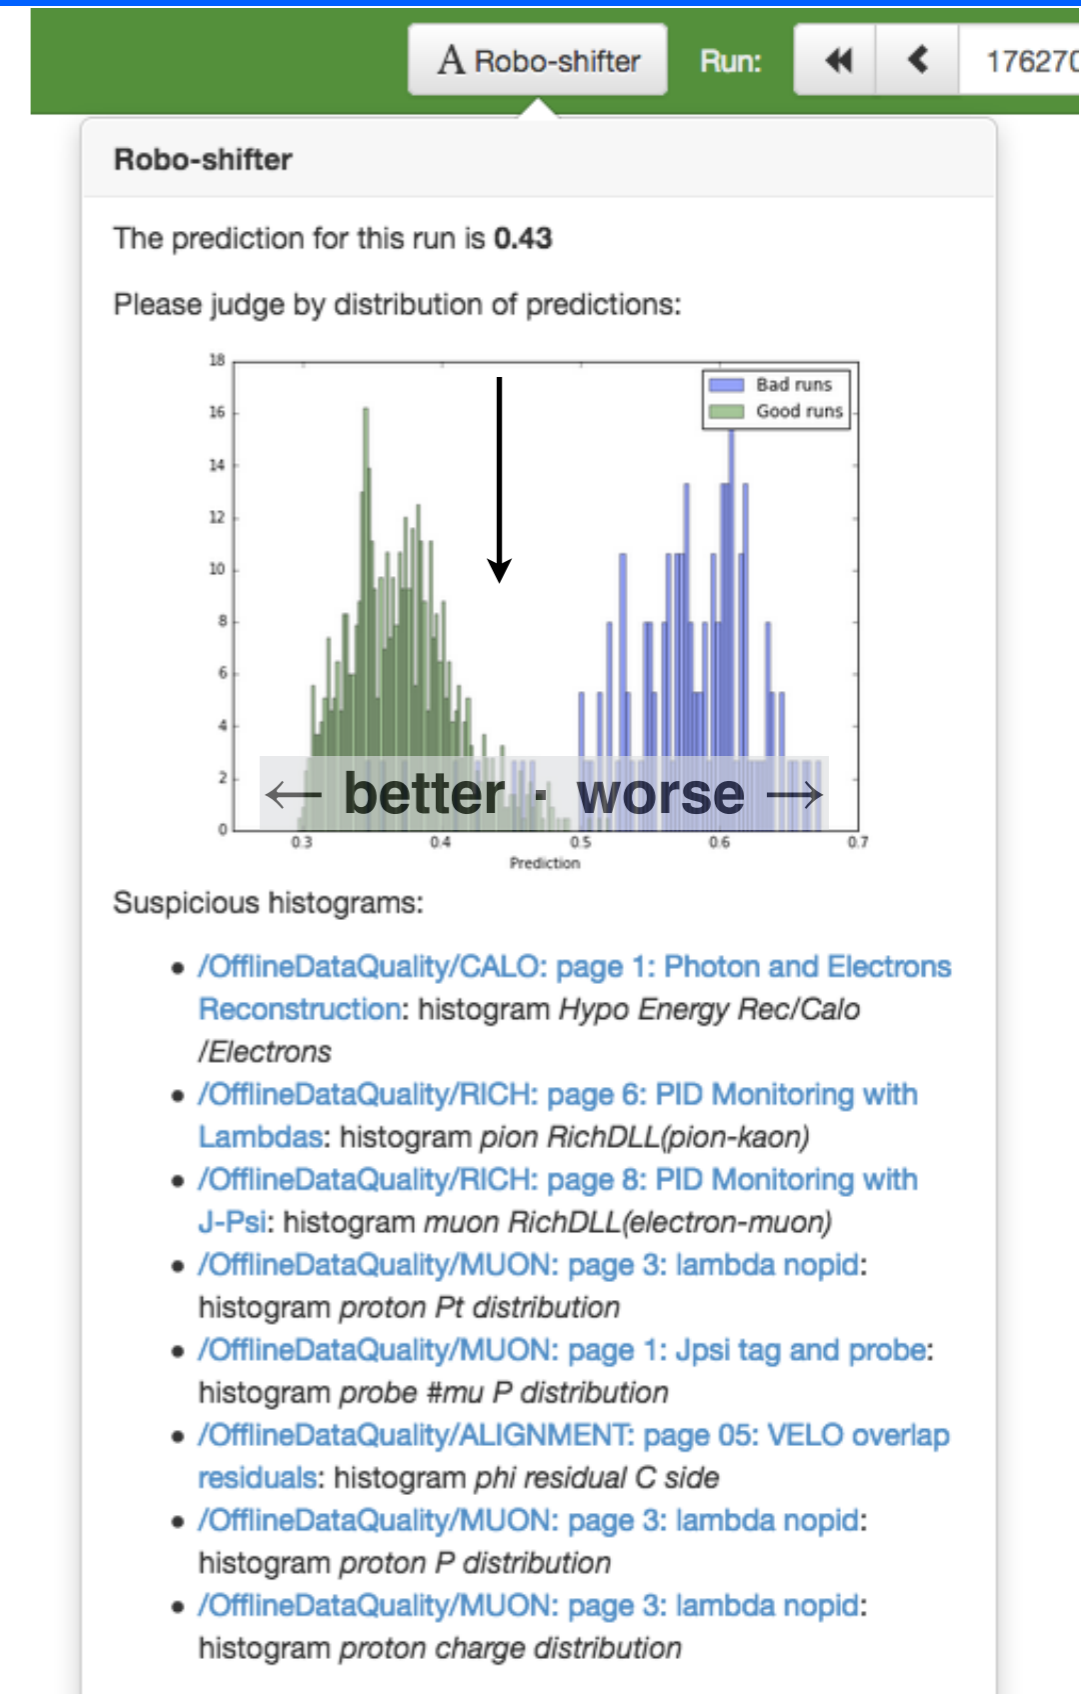 A Robo-shifter Run: 176270
Robo-shifter
The prediction for this run is 0.43
Please judge by distribution of predictions:
18
16
14
12
10
8
6
4
2
0
Bad runs
Good runs
← better · worse →
0.3 0.4 0.5 0.6 0.7
Prediction
Suspicious histograms:
• /OfflineDataQuality/CALO: page 1: Photon and Electrons
Reconstruction: histogram Hypo Energy Rec/Calo
/Electrons
• /OfflineDataQuality/RICH: page 6: PID Monitoring with
Lambdas: histogram pion RichDLL(pion-kaon)
• /OfflineDataQuality/RICH: page 8: PID Monitoring with
J-Psi: histogram muon RichDLL(electron-muon)
• /OfflineDataQuality/MUON: page 3: lambda nopid:
histogram proton Pt distribution
• /OfflineDataQuality/MUON: page 1: Jpsi tag and probe:
histogram probe #mu P distribution
• /OfflineDataQuality/ALIGNMENT: page 05: VELO overlap
residuals: histogram phi residual C side
• /OfflineDataQuality/MUON: page 3: lambda nopid:
histogram proton P distribution
• /OfflineDataQuality/MUON: page 3: lambda nopid:
histogram proton charge distribution